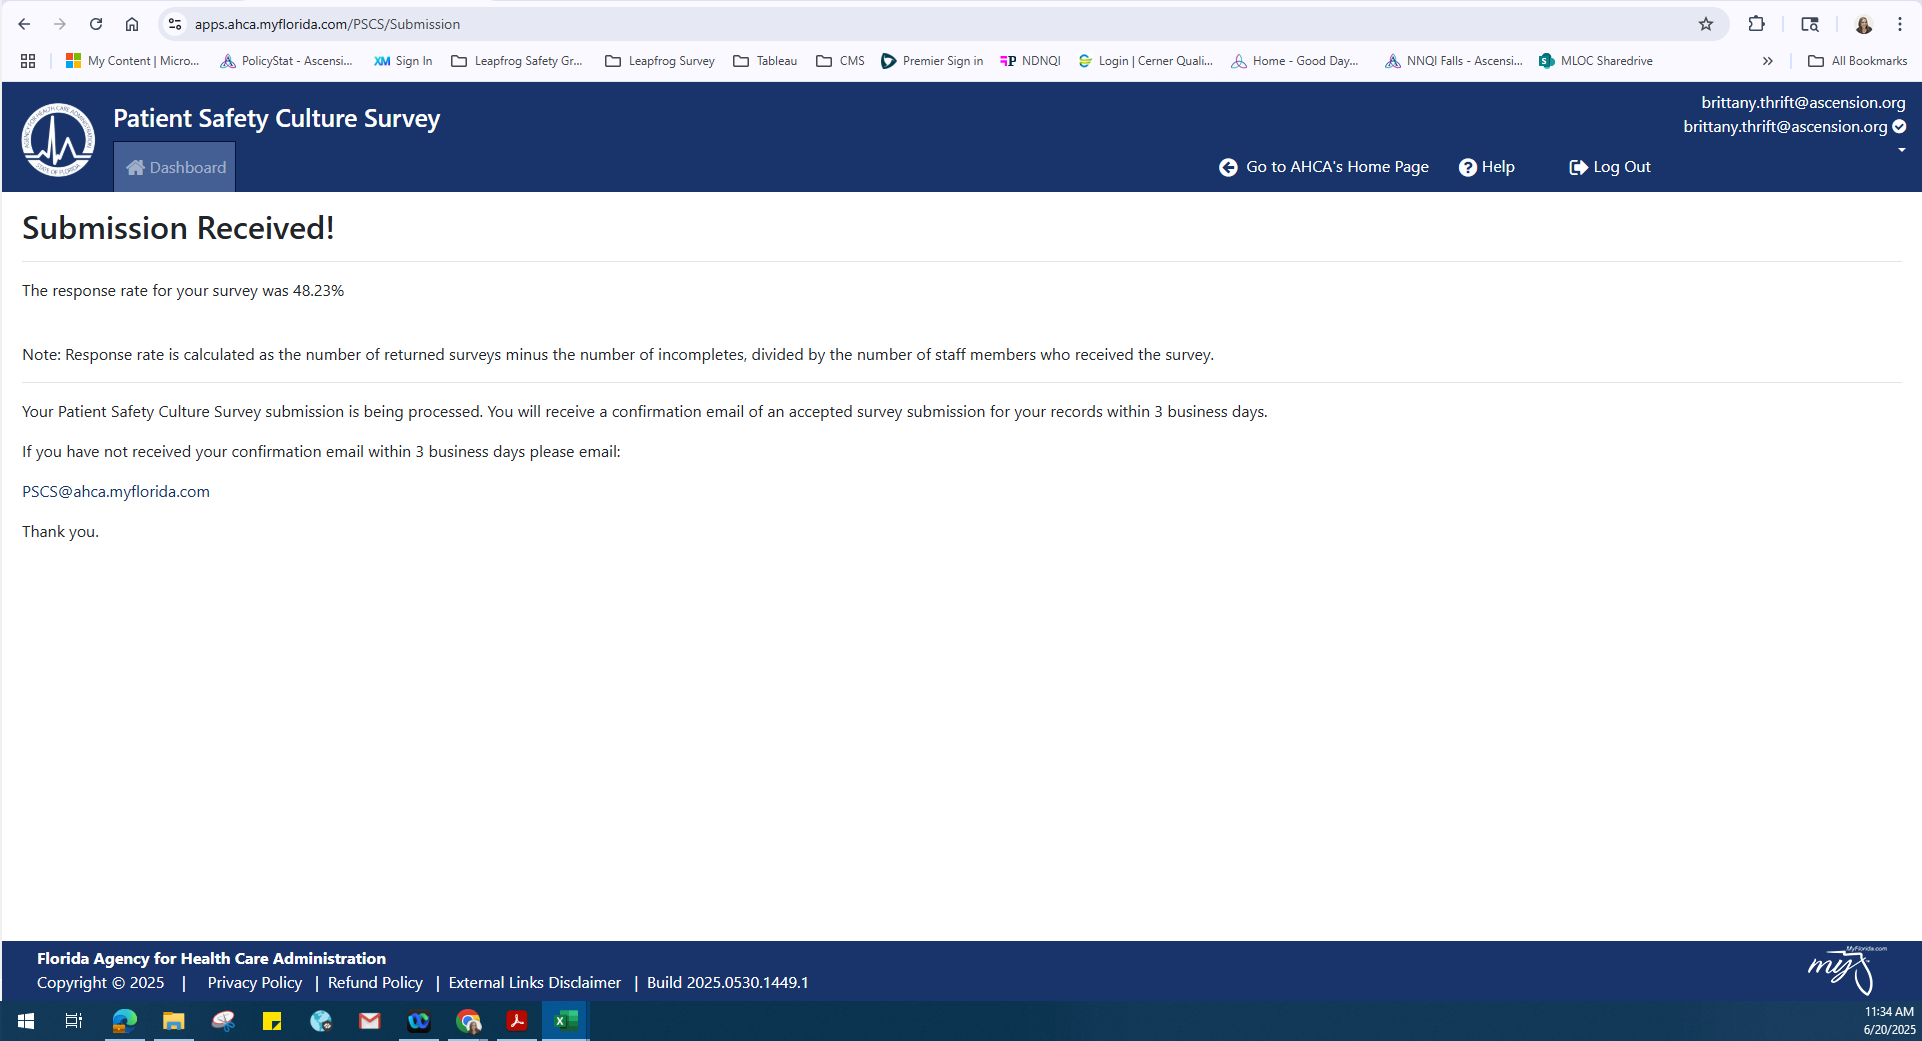 apps.ahca.myflorida.com/PSCS/Submission
My Content | Micro...
PolicyStat - Ascensi...
XM Sign In
Leapfrog Safety Gr...
Leapfrog Survey
Tableau
CMS
Premier Sign in
NDNQI
Login | Cerner Quali...
Home - Good Day...
NNQI Falls - Ascensi...
MLOC Sharedrive
All Bookmarks
Patient Safety Culture Survey
brittany.thrift@ascension.org
brittany.thrift@ascension.org
Dashboard
Go to AHCA's Home Page
Help
Log Out
Submission Received!
The response rate for your survey was 48.23%
Note: Response rate is calculated as the number of returned surveys minus the number of incompletes, divided by the number of staff members who received the survey.
Your Patient Safety Culture Survey submission is being processed. You will receive a confirmation email of an accepted survey submission for your records within 3 business days.
If you have not received your confirmation email within 3 business days please email:
PSCS@ahca.myflorida.com
Thank you.
Florida Agency for Health Care Administration
Copyright © 2025 | Privacy Policy | Refund Policy | External Links Disclaimer | Build 2025.0530.1449.1
MyFlorida.com
my
11:34 AM
6/20/2025